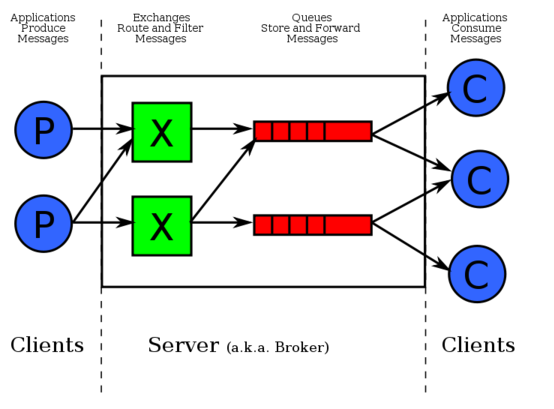 Applications
Produce
Messages
Exchanges
Route and Filter
Messages
Queues
Store and Forward
Messages
Applications
Consume
Messages
P
X
C
C
P
X
C
Clients
Server (a.k.a. Broker)
Clients